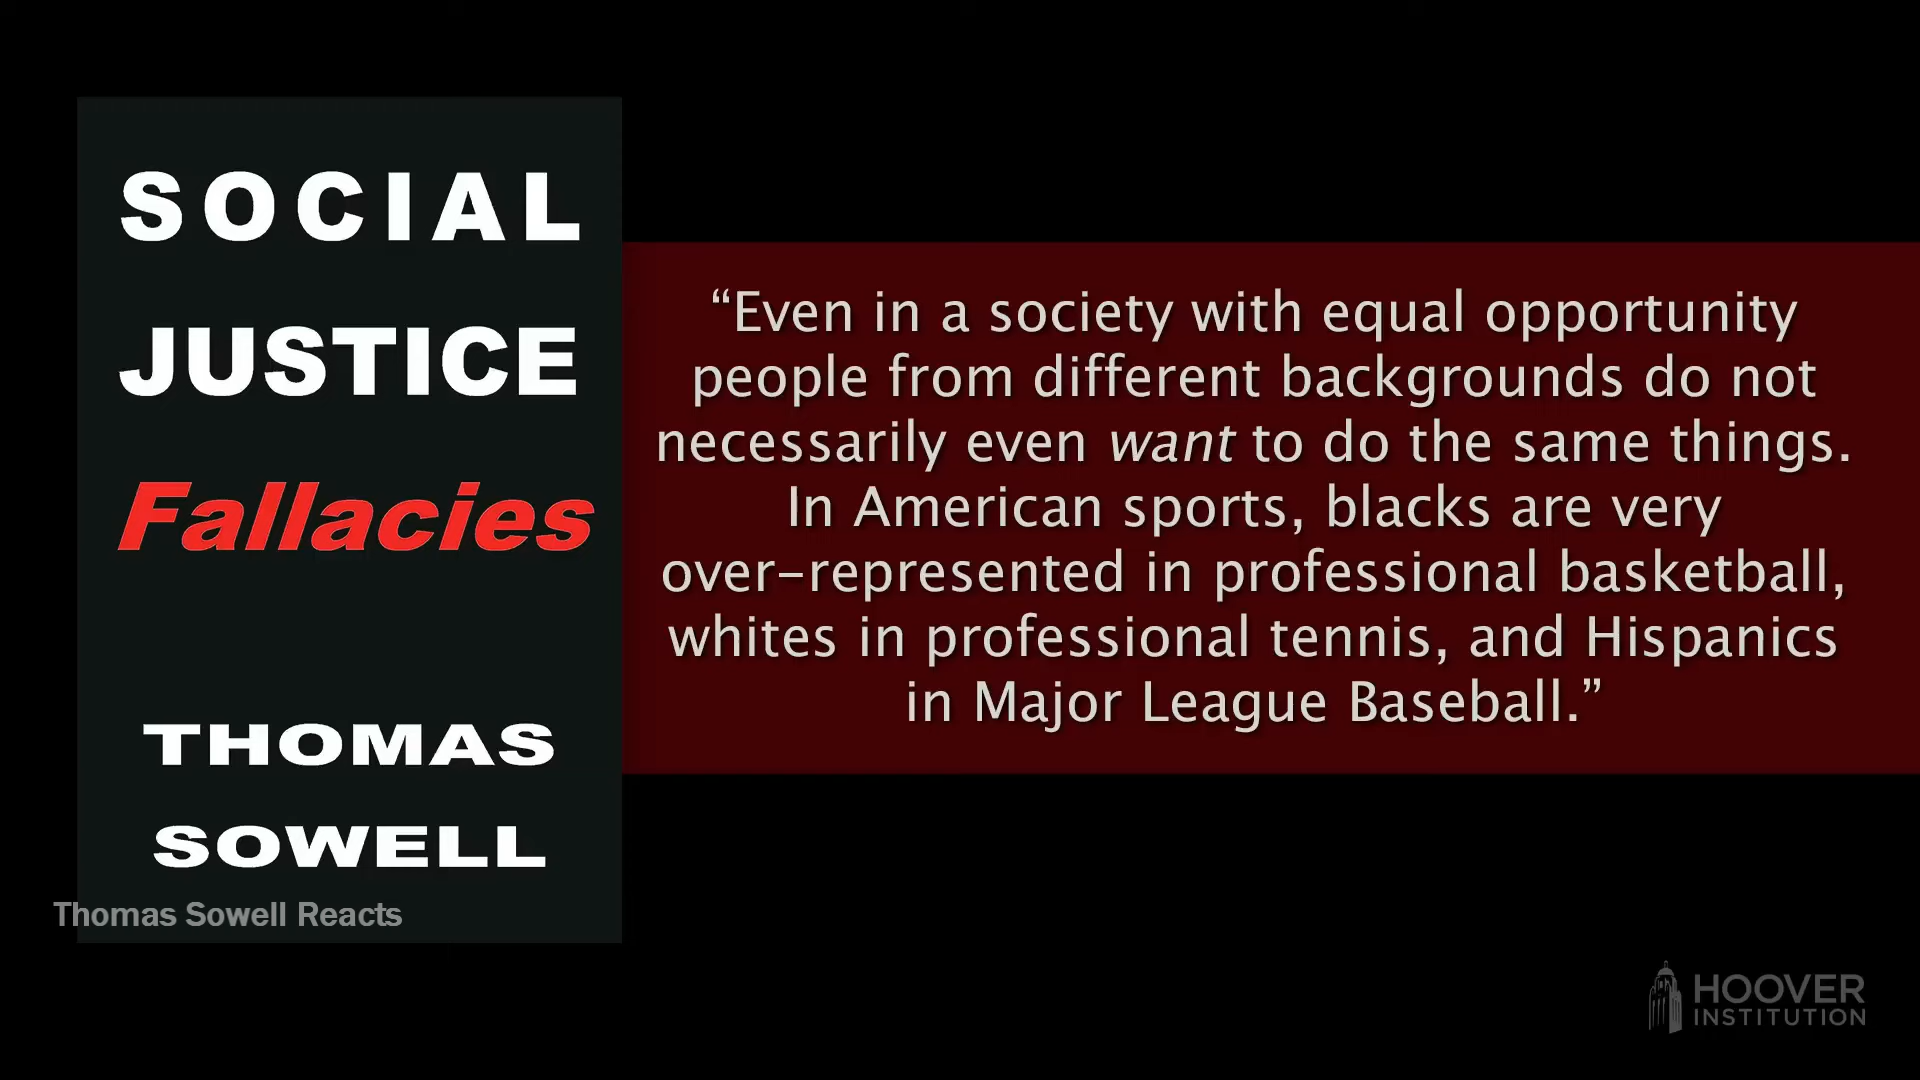 SOCIAL
JUSTICE
Fallacies
THOMAS
SOWELL
Thomas Sowell Reacts
“Even in a society with equal opportunity
people from different backgrounds do not
necessarily even want to do the same things.
In American sports, blacks are very
over–represented in professional basketball,
whites in professional tennis, and Hispanics
in Major League Baseball.”
HOOVER
INSTITUTION